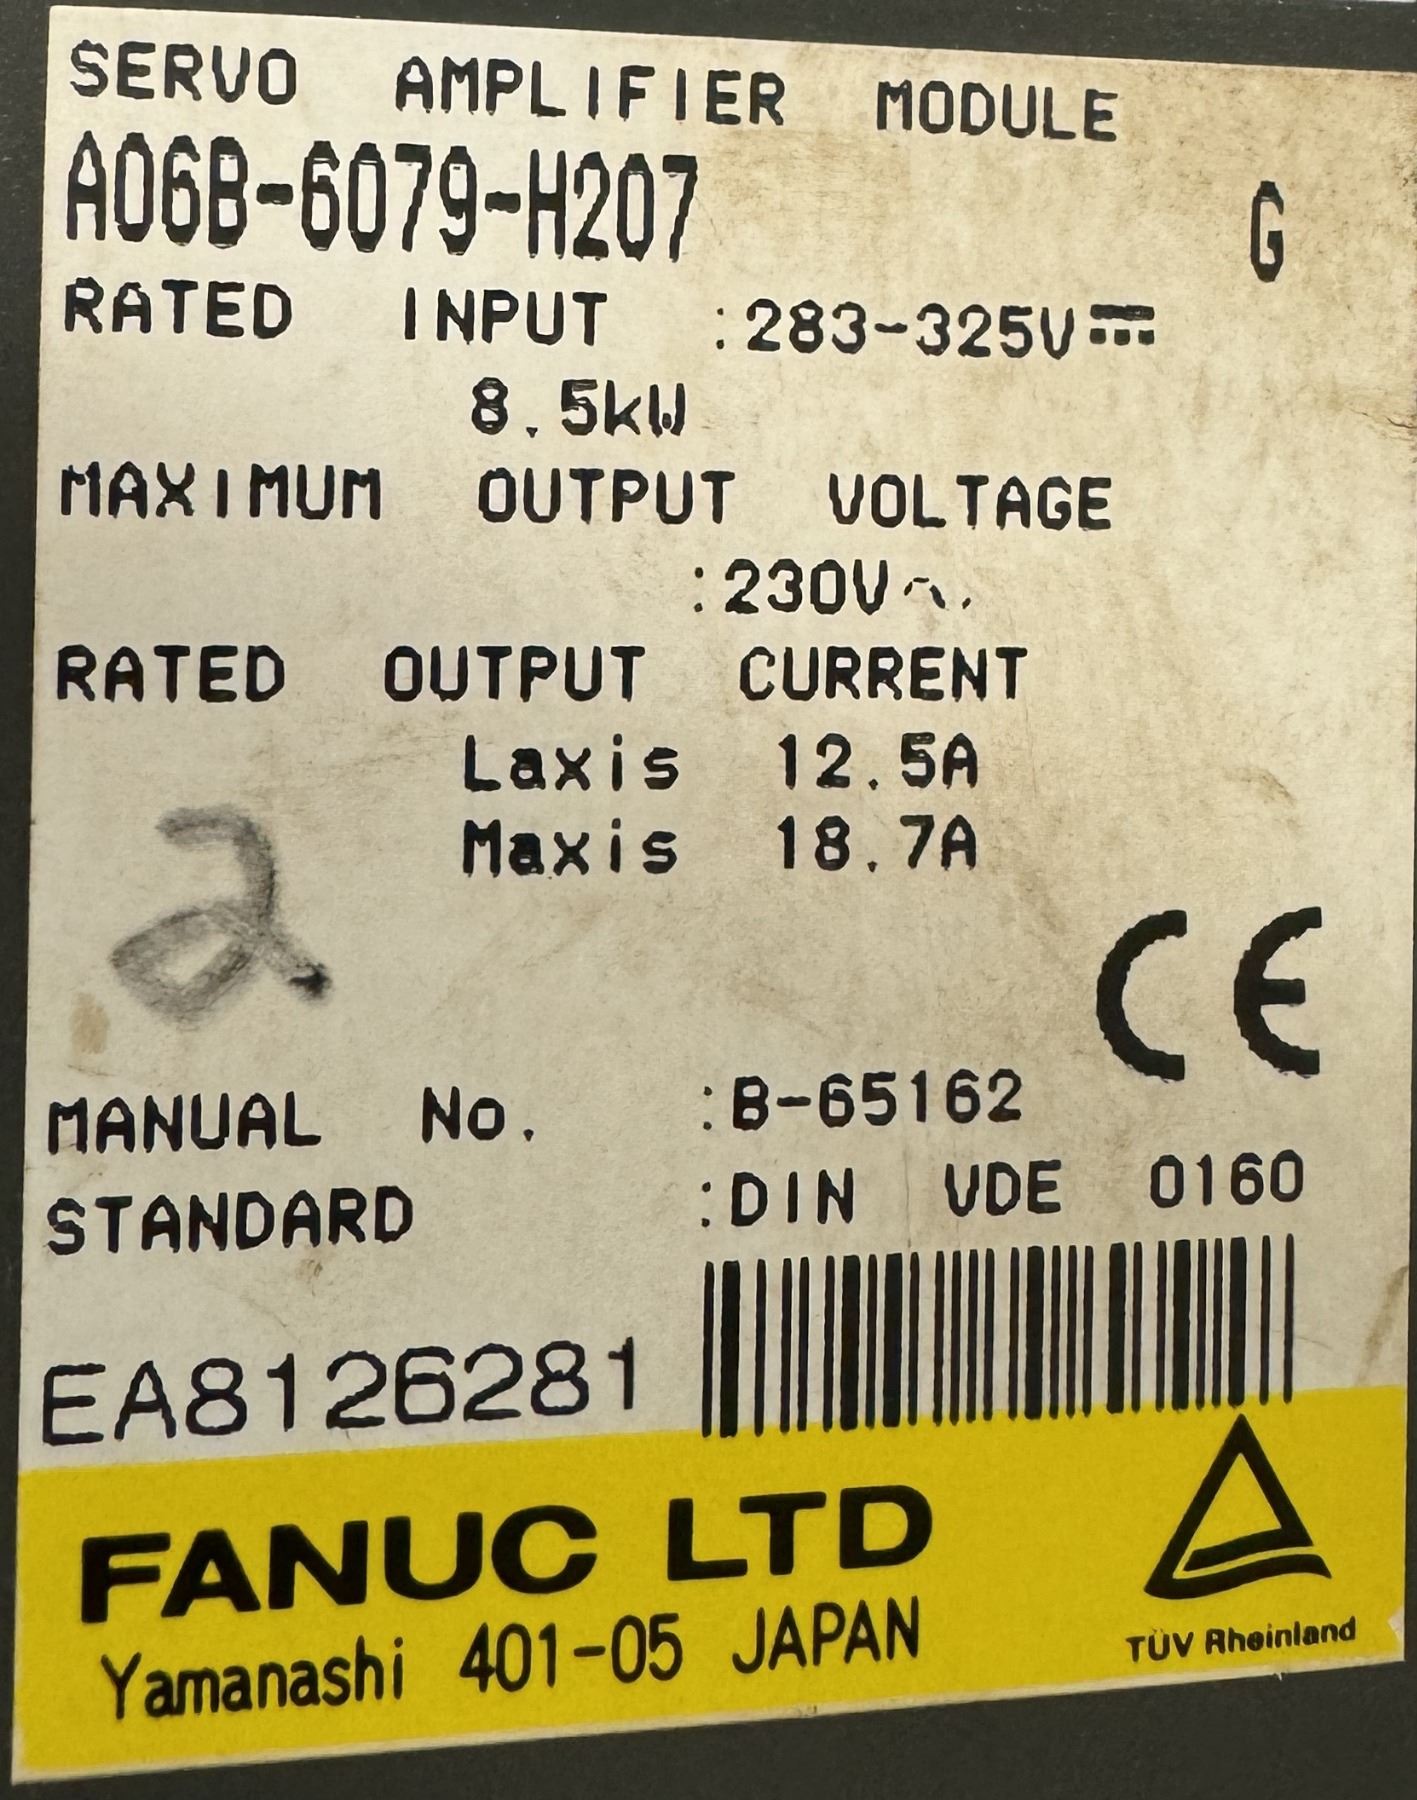 SERVO AMPLIFIER MODULE
A06B-6079-H207 G
RATED INPUT :283-325V⎓
8.5kW
MAXIMUM OUTPUT VOLTAGE
:230V~
RATED OUTPUT CURRENT
Laxis 12.5A
Maxis 18.7A
2
CE
MANUAL No. :B-65162
STANDARD :DIN VDE 0160
EA8126281
FANUC LTD
Yamanashi 401-05 JAPAN
TÜV Rheinland